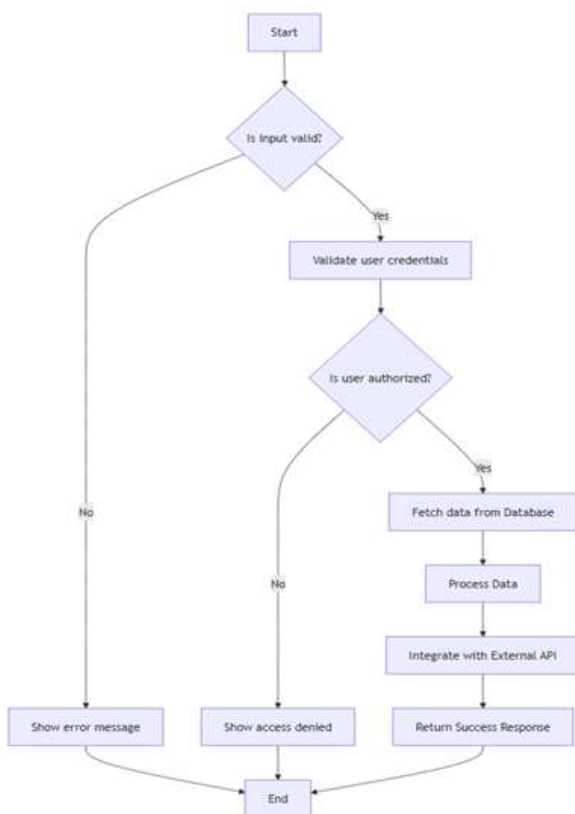 Start
Is input valid?
Yes
Validate user credentials
Is user authorized?
Yes
No
Fetch data from Database
No
Process Data
Integrate with External API
Show error message
Show access denied
Return Success Response
End